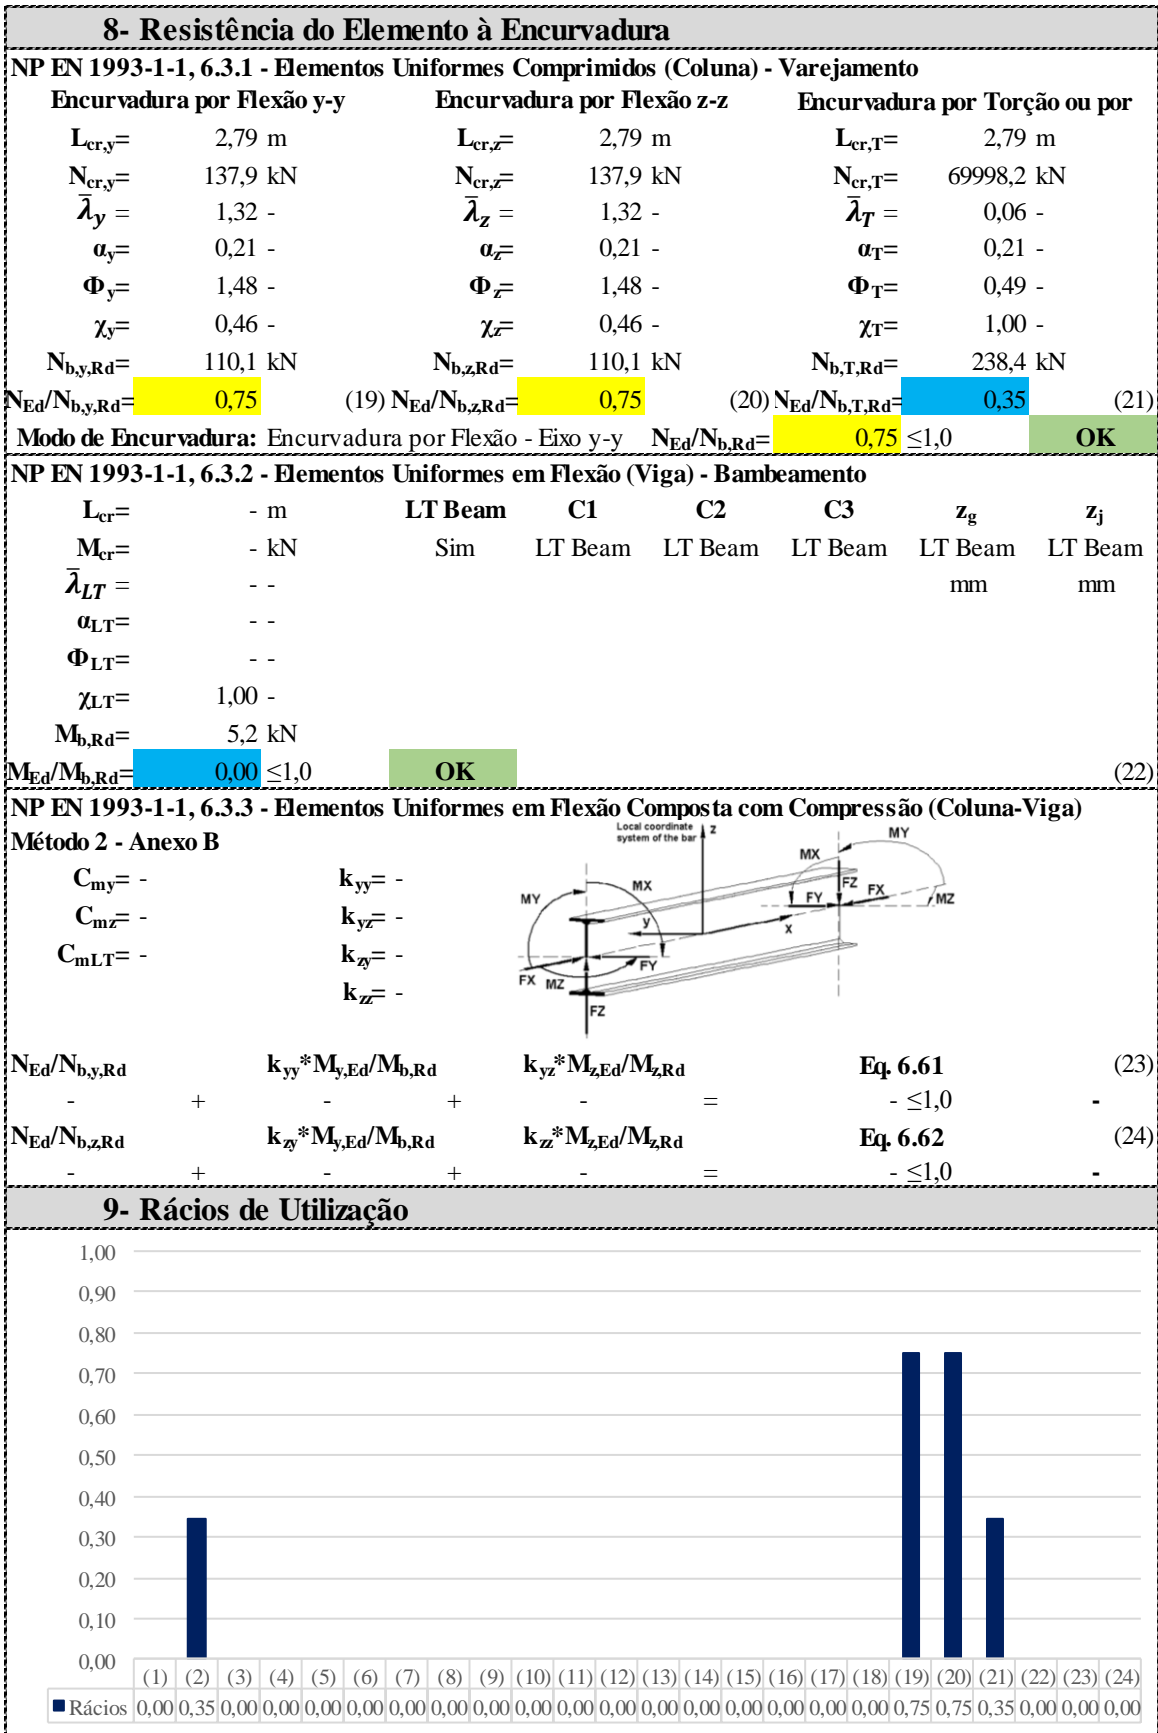 8- Resistência do Elemento à Encurvadura
NP EN 1993-1-1, 6.3.1 - Elementos Uniformes Comprimidos (Coluna) - Varejamento
Encurvadura por Flexão y-y Encurvadura por Flexão z-z Encurvadura por Torção ou por
Lcr,y= 2,79 m Lcr,z= 2,79 m Lcr,T= 2,79 m
Ncr,y= 137,9 kN Ncr,z= 137,9 kN Ncr,T= 69998,2 kN
λ̄y = 1,32 - λ̄z = 1,32 - λ̄T = 0,06 -
αy= 0,21 - αz= 0,21 - αT= 0,21 -
Φy= 1,48 - Φz= 1,48 - ΦT= 0,49 -
χy= 0,46 - χz= 0,46 - χT= 1,00 -
Nb,y,Rd= 110,1 kN Nb,z,Rd= 110,1 kN Nb,T,Rd= 238,4 kN
NEd/Nb,y,Rd= 0,75 (19) NEd/Nb,z,Rd= 0,75 (20) NEd/Nb,T,Rd= 0,35 (21)
Modo de Encurvadura: Encurvadura por Flexão - Eixo y-y NEd/Nb,Rd= 0,75 ≤1,0 OK
NP EN 1993-1-1, 6.3.2 - Elementos Uniformes em Flexão (Viga) - Bambeamento
Lcr= - m LT Beam C1 C2 C3 zg zj
Mcr= - kN Sim LT Beam LT Beam LT Beam LT Beam LT Beam
λ̄LT = - - mm mm
αLT= - -
ΦLT= - -
χLT= 1,00 -
Mb,Rd= 5,2 kN
MEd/Mb,Rd= 0,00 ≤1,0 OK (22)
NP EN 1993-1-1, 6.3.3 - Elementos Uniformes em Flexão Composta com Compressão (Coluna-Viga)
Método 2 - Anexo B
Local coordinate
system of the bar
z
MY
MX
MY
MX
FZ
FX
FY
MZ
y
x
FY
FX
MZ
FZ
Cmy= - kyy= -
Cmz= - kyz= -
CmLT= - kzy= -
kzz= -
NEd/Nb,y,Rd kyy*My,Ed/Mb,Rd kyz*Mz,Ed/Mz,Rd Eq. 6.61 (23)
- + - + - = - ≤1,0 -
NEd/Nb,z,Rd kzy*My,Ed/Mb,Rd kzz*Mz,Ed/Mz,Rd Eq. 6.62 (24)
- + - + - = - ≤1,0 -
9- Rácios de Utilização
1,00
0,90
0,80
0,70
0,60
0,50
0,40
0,30
0,20
0,10
0,00
(1) (2) (3) (4) (5) (6) (7) (8) (9) (10) (11) (12) (13) (14) (15) (16) (17) (18) (19) (20) (21) (22) (23) (24)
Rácios 0,00 0,35 0,00 0,00 0,00 0,00 0,00 0,00 0,00 0,00 0,00 0,00 0,00 0,00 0,00 0,00 0,00 0,00 0,75 0,75 0,35 0,00 0,00 0,00